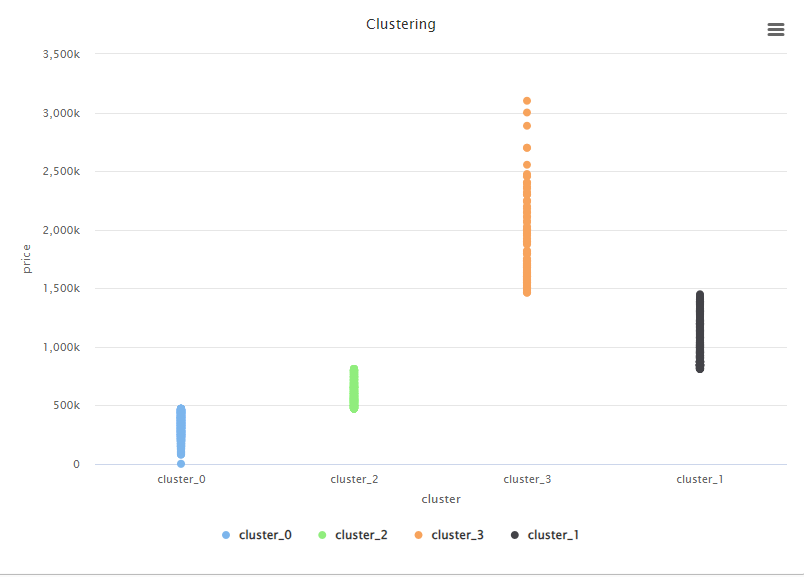 Clustering
3,500k
3,000k
2,500k
2,000k
1,500k
1,000k
500k
0
price
cluster_0
cluster_2
cluster_3
cluster_1
cluster
cluster_0 cluster_2 cluster_3 cluster_1